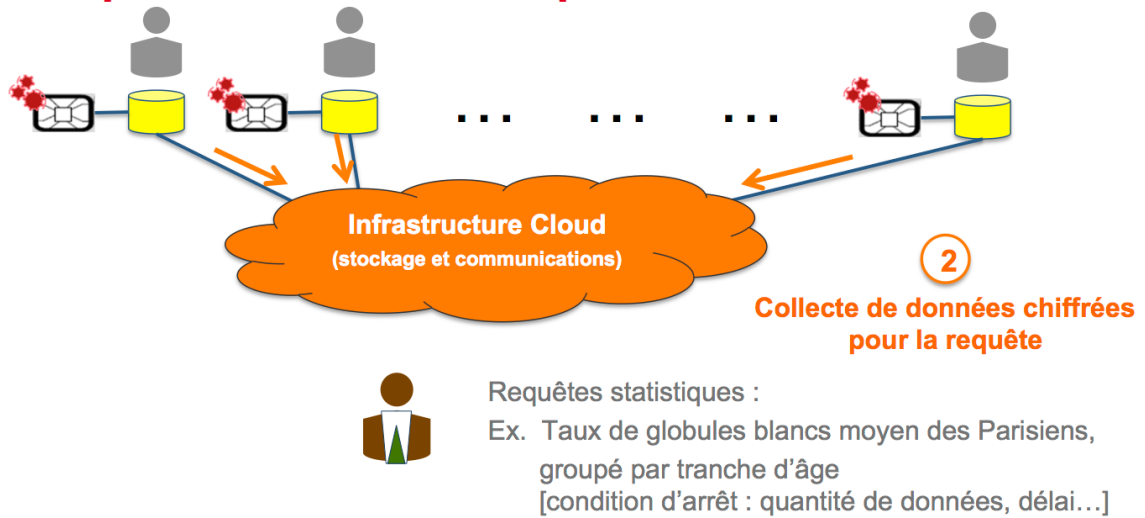 ... ... ...
Infrastructure Cloud
(stockage et communications)
2
Collecte de données chiffrées
pour la requête
Requêtes statistiques :
Ex. Taux de globules blancs moyen des Parisiens,
groupé par tranche d'âge
[condition d'arrêt : quantité de données, délai...]